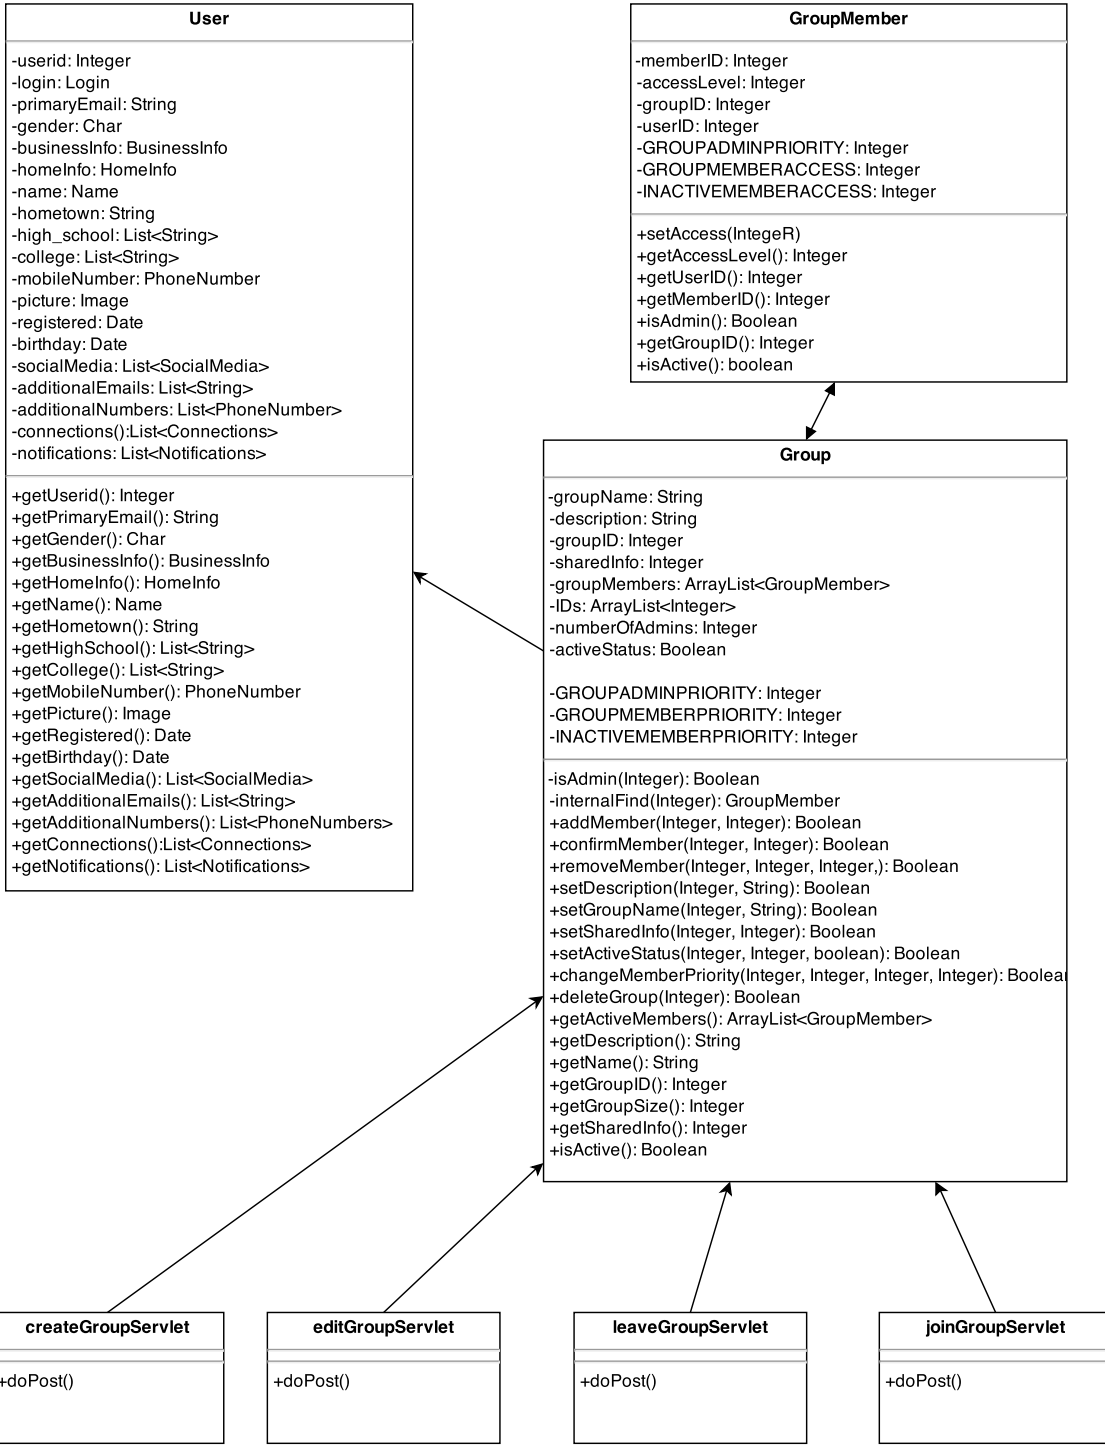 User
-userid: Integer
-login: Login
-primaryEmail: String
-gender: Char
-businessInfo: BusinessInfo
-homeInfo: HomeInfo
-name: Name
-hometown: String
-high_school: List<String>
-college: List<String>
-mobileNumber: PhoneNumber
-picture: Image
-registered: Date
-birthday: Date
-socialMedia: List<SocialMedia>
-additionalEmails: List<String>
-additionalNumbers: List<PhoneNumber>
-connections():List<Connections>
-notifications: List<Notifications>
+getUserid(): Integer
+getPrimaryEmail(): String
+getGender(): Char
+getBusinessInfo(): BusinessInfo
+getHomeInfo(): HomeInfo
+getName(): Name
+getHometown(): String
+getHighSchool(): List<String>
+getCollege(): List<String>
+getMobileNumber(): PhoneNumber
+getPicture(): Image
+getRegistered(): Date
+getBirthday(): Date
+getSocialMedia(): List<SocialMedia>
+getAdditionalEmails(): List<String>
+getAdditionalNumbers(): List<PhoneNumbers>
+getConnections():List<Connections>
+getNotifications(): List<Notifications>
GroupMember
-memberID: Integer
-accessLevel: Integer
-groupID: Integer
-userID: Integer
-GROUPADMINPRIORITY: Integer
-GROUPMEMBERACCESS: Integer
-INACTIVEMEMBERACCESS: Integer
+setAccess(IntegeR)
+getAccessLevel(): Integer
+getUserID(): Integer
+getMemberID(): Integer
+isAdmin(): Boolean
+getGroupID(): Integer
+isActive(): boolean
Group
-groupName: String
-description: String
-groupID: Integer
-sharedInfo: Integer
-groupMembers: ArrayList<GroupMember>
-IDs: ArrayList<Integer>
-numberOfAdmins: Integer
-activeStatus: Boolean
-GROUPADMINPRIORITY: Integer
-GROUPMEMBERPRIORITY: Integer
-INACTIVEMEMBERPRIORITY: Integer
-isAdmin(Integer): Boolean
-internalFind(Integer): GroupMember
+addMember(Integer, Integer): Boolean
+confirmMember(Integer, Integer): Boolean
+removeMember(Integer, Integer, Integer,): Boolean
+setDescription(Integer, String): Boolean
+setGroupName(Integer, String): Boolean
+setSharedInfo(Integer, Integer): Boolean
+setActiveStatus(Integer, Integer, boolean): Boolean
+changeMemberPriority(Integer, Integer, Integer, Integer): Boolea
+deleteGroup(Integer): Boolean
+getActiveMembers(): ArrayList<GroupMember>
+getDescription(): String
+getName(): String
+getGroupID(): Integer
+getGroupSize(): Integer
+getSharedInfo(): Integer
+isActive(): Boolean
createGroupServlet
+doPost()
editGroupServlet
+doPost()
leaveGroupServlet
+doPost()
joinGroupServlet
+doPost()